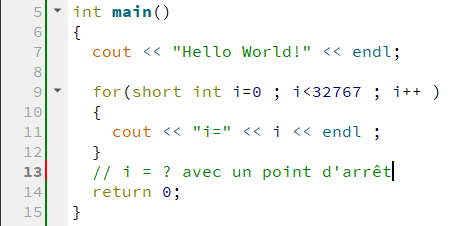 5 int main()
6 {
7 cout << "Hello World!" << endl;
8
9 for(short int i=0 ; i<32767 ; i++ )
10 {
11 cout << "i=" << i << endl ;
12 }
13 // i = ? avec un point d'arrêt
14 return 0;
15 }